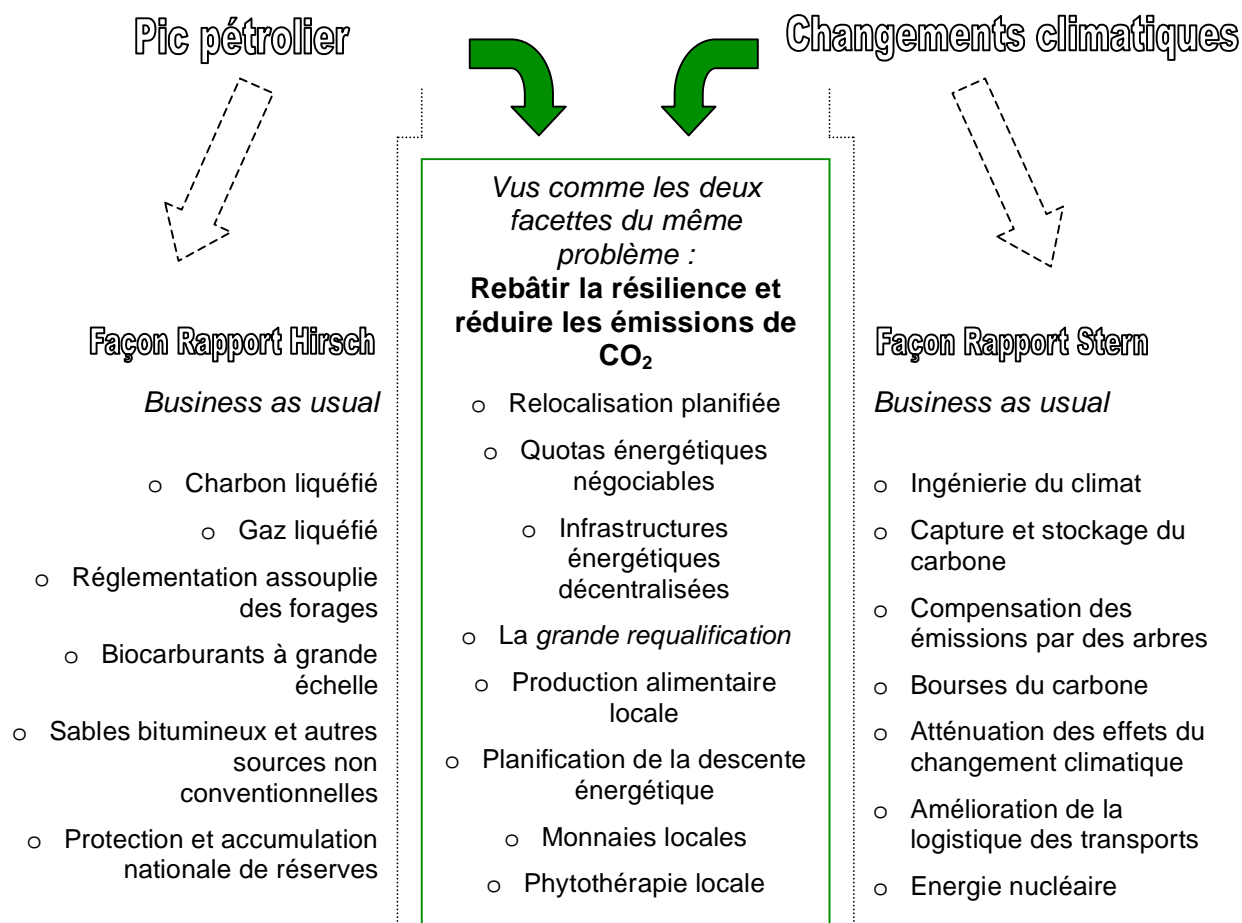 Pic pétrolier
Changements climatiques
Façon Rapport Hirsch
Business as usual
o Charbon liquéfié
o Gaz liquéfié
o Réglementation assouplie
des forages
o Biocarburants à grande
échelle
o Sables bitumineux et autres
sources non
conventionnelles
o Protection et accumulation
nationale de réserves
Vus comme les deux
facettes du même
problème :
Rebâtir la résilience et
réduire les émissions de
CO₂
o Relocalisation planifiée
o Quotas énergétiques
négociables
o Infrastructures
énergétiques
décentralisées
o La grande requalification
o Production alimentaire
locale
o Planification de la descente
énergétique
o Monnaies locales
o Phytothérapie locale
Façon Rapport Stern
Business as usual
o Ingénierie du climat
o Capture et stockage du
carbone
o Compensation des
émissions par des arbres
o Bourses du carbone
o Atténuation des effets du
changement climatique
o Amélioration de la
logistique des transports
o Energie nucléaire